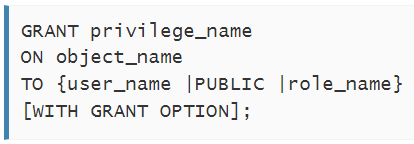 GRANT privilege_name
ON object_name
TO {user_name |PUBLIC |role_name}
[WITH GRANT OPTION];